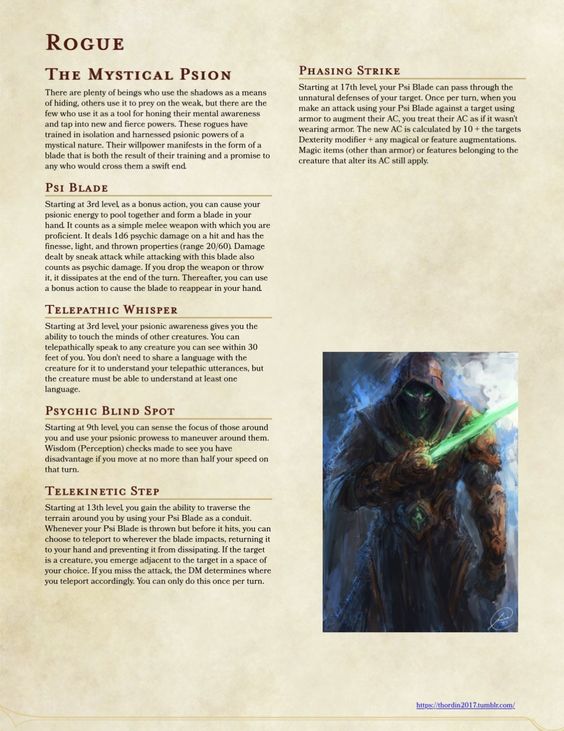 Rogue
The Mystical Psion
There are plenty of beings who use the shadows as a means
of hiding, others use it to prey on the weak, but there are the
few who use it as a tool for honing their mental awareness
and tap into new and fierce powers. These rogues have
trained in isolation and harnessed psionic powers of a
mystical nature. Their willpower manifests in the form of a
blade that is both the result of their training and a promise to
any who would cross them a swift end.
Psi Blade
Starting at 3rd level, as a bonus action, you can cause your
psionic energy to pool together and form a blade in your
hand. It counts as a simple melee weapon with which you are
proficient. It deals 1d6 psychic damage on a hit and has the
finesse, light, and thrown properties (range 20/60). Damage
dealt by sneak attack while attacking with this blade also
counts as psychic damage. If you drop the weapon or throw
it, it dissipates at the end of the turn. Thereafter, you can use
a bonus action to cause the blade to reappear in your hand.
Telepathic Whisper
Starting at 3rd level, your psionic awareness gives you the
ability to touch the minds of other creatures. You can
telepathically speak to any creature you can see within 30
feet of you. You don't need to share a language with the
creature for it to understand your telepathic utterances, but
the creature must be able to understand at least one
language.
Psychic Blind Spot
Starting at 9th level, you can sense the focus of those around
you and use your psionic prowess to maneuver around them.
Wisdom (Perception) checks made to see you have
disadvantage if you move at no more than half your speed on
that turn.
Telekinetic Step
Starting at 13th level, you gain the ability to traverse the
terrain around you by using your Psi Blade as a conduit.
Whenever your Psi Blade is thrown but before it hits, you can
choose to teleport to wherever the blade impacts, returning it
to your hand and preventing it from dissipating. If the target
is a creature, you emerge adjacent to the target in a space of
your choice. If you miss the attack, the DM determines where
you teleport accordingly. You can only do this once per turn.
Phasing Strike
Starting at 17th level, your Psi Blade can pass through the
unnatural defenses of your target. Once per turn, when you
make an attack using your Psi Blade against a target using
armor to augment their AC, you treat their AC as if it wasn't
wearing armor. The new AC is calculated by 10 + the targets
Dexterity modifier + any magical or feature augmentations.
Magic items (other than armor) or features belonging to the
creature that alter its AC still apply.
https://thordin2017.tumblr.com/